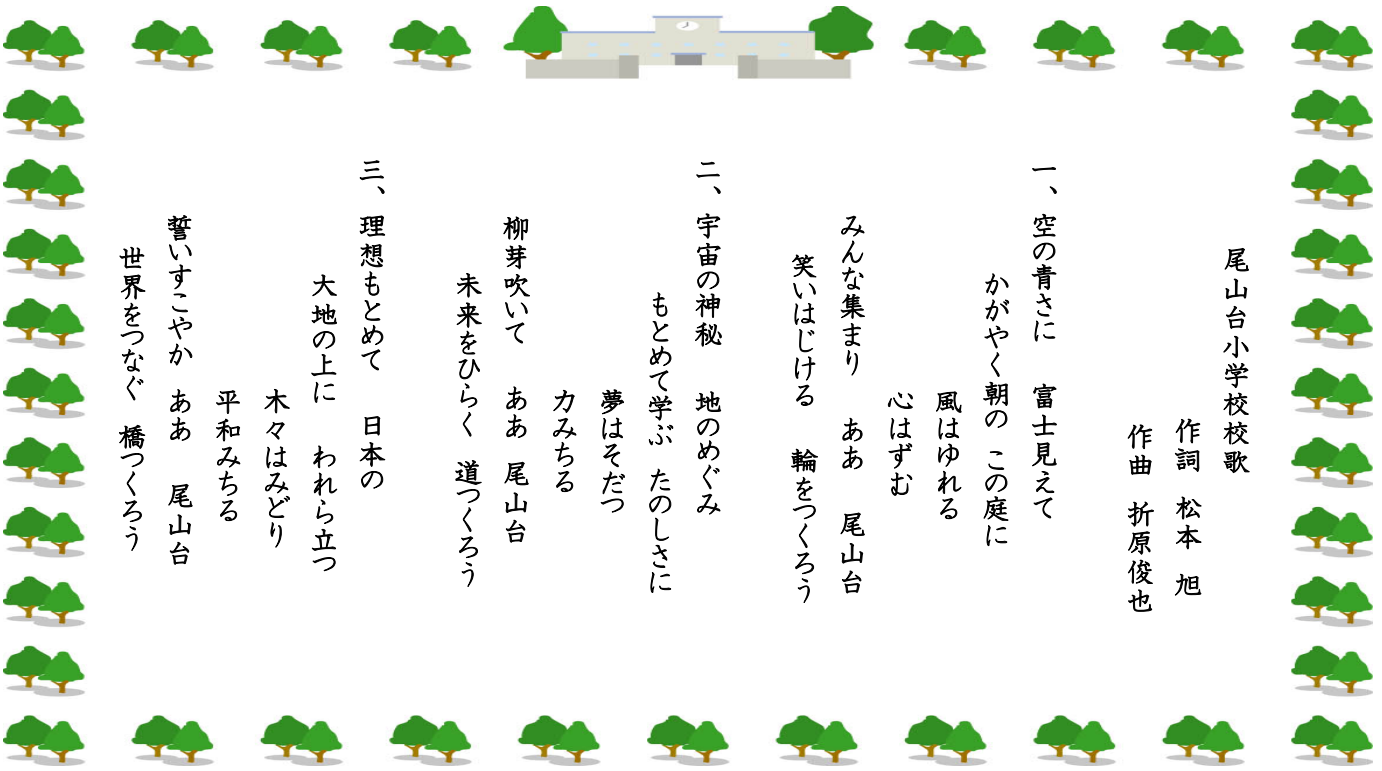 尾山台小学校校歌
作詞 松本 旭
作曲 折原俊也
一、空の青さに 富士見えて
かがやく朝の この庭に
風はゆれる
心はずむ
みんな集まり ああ 尾山台
笑いはじける 輪をつくろう
二、宇宙の神秘 地のめぐみ
もとめて学ぶ たのしさに
夢はそだつ
力みちる
柳芽吹いて ああ 尾山台
未来をひらく 道つくろう
三、理想もとめて 日本の
大地の上に われら立つ
木々はみどり
平和みちる
誓いすこやか ああ 尾山台
世界をつなぐ 橋つくろう